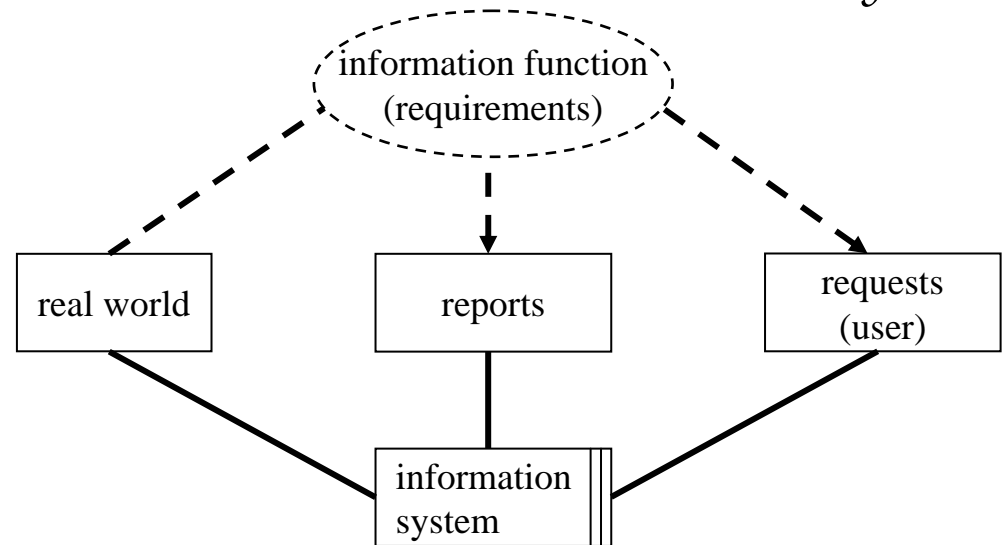 information function
(requirements)
real world
reports
requests
(user)
information
system